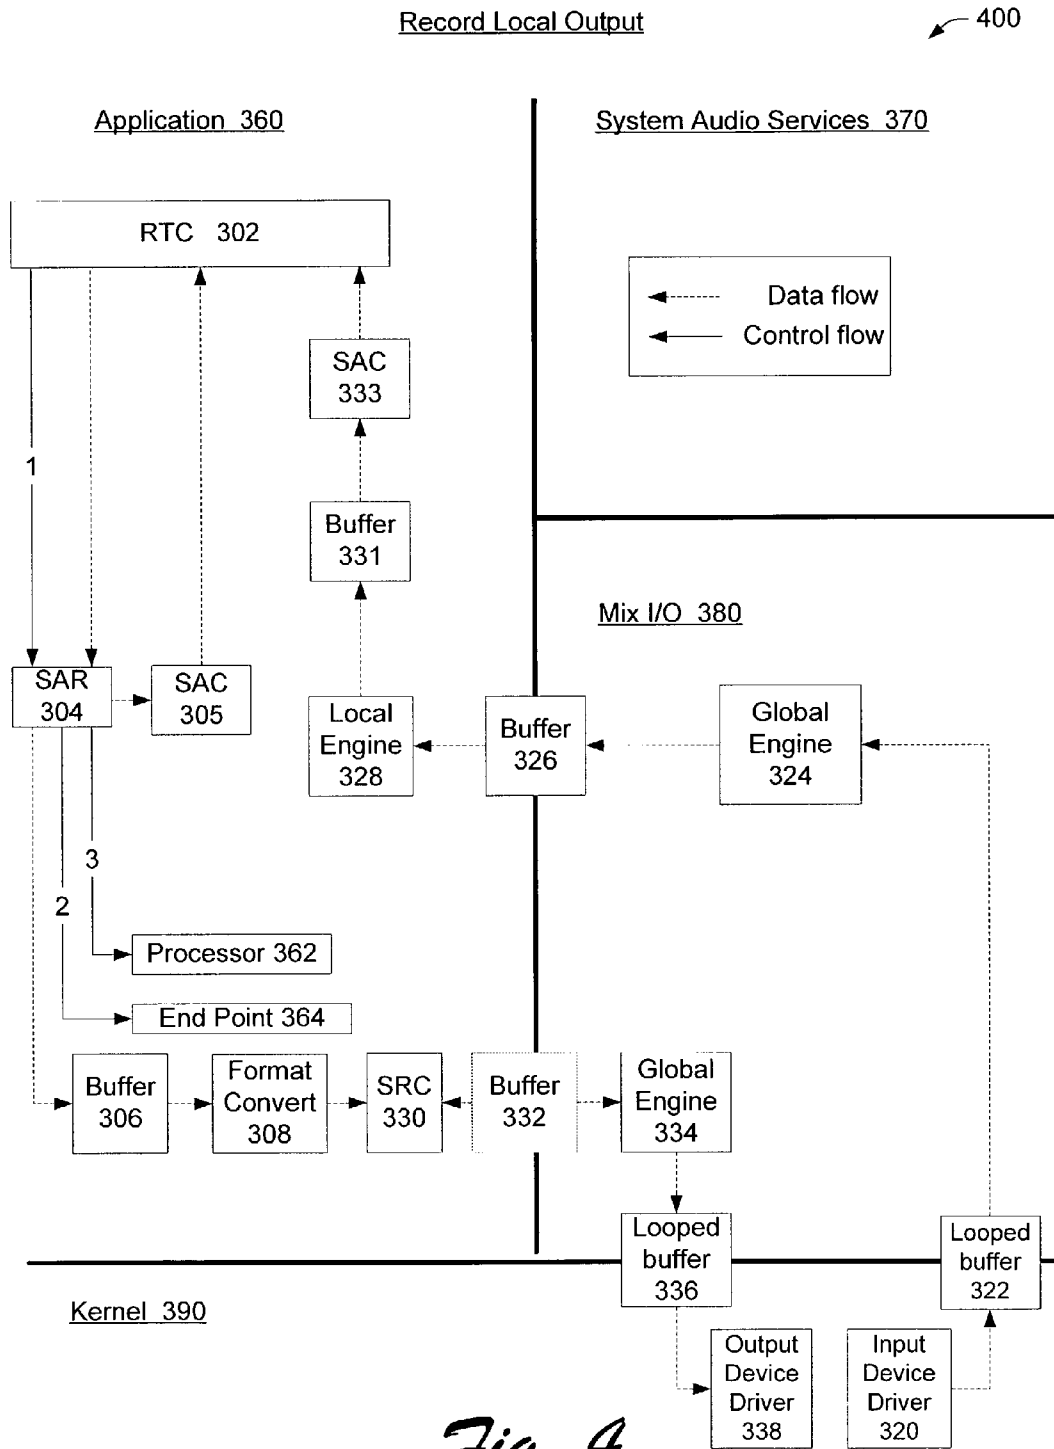 Record Local Output
400
Application 360
System Audio Services 370
RTC 302
Data flow
Control flow
SAC
333
1
Buffer
331
Mix I/O 380
SAR
304
SAC
305
Local
Engine
328
Buffer
326
Global
Engine
324
3
2
Processor 362
End Point 364
Buffer
306
Format
Convert
308
SRC
330
Buffer
332
Global
Engine
334
Looped
buffer
336
Looped
buffer
322
Kernel 390
Output
Device
Driver
338
Input
Device
Driver
320
Fig. 4